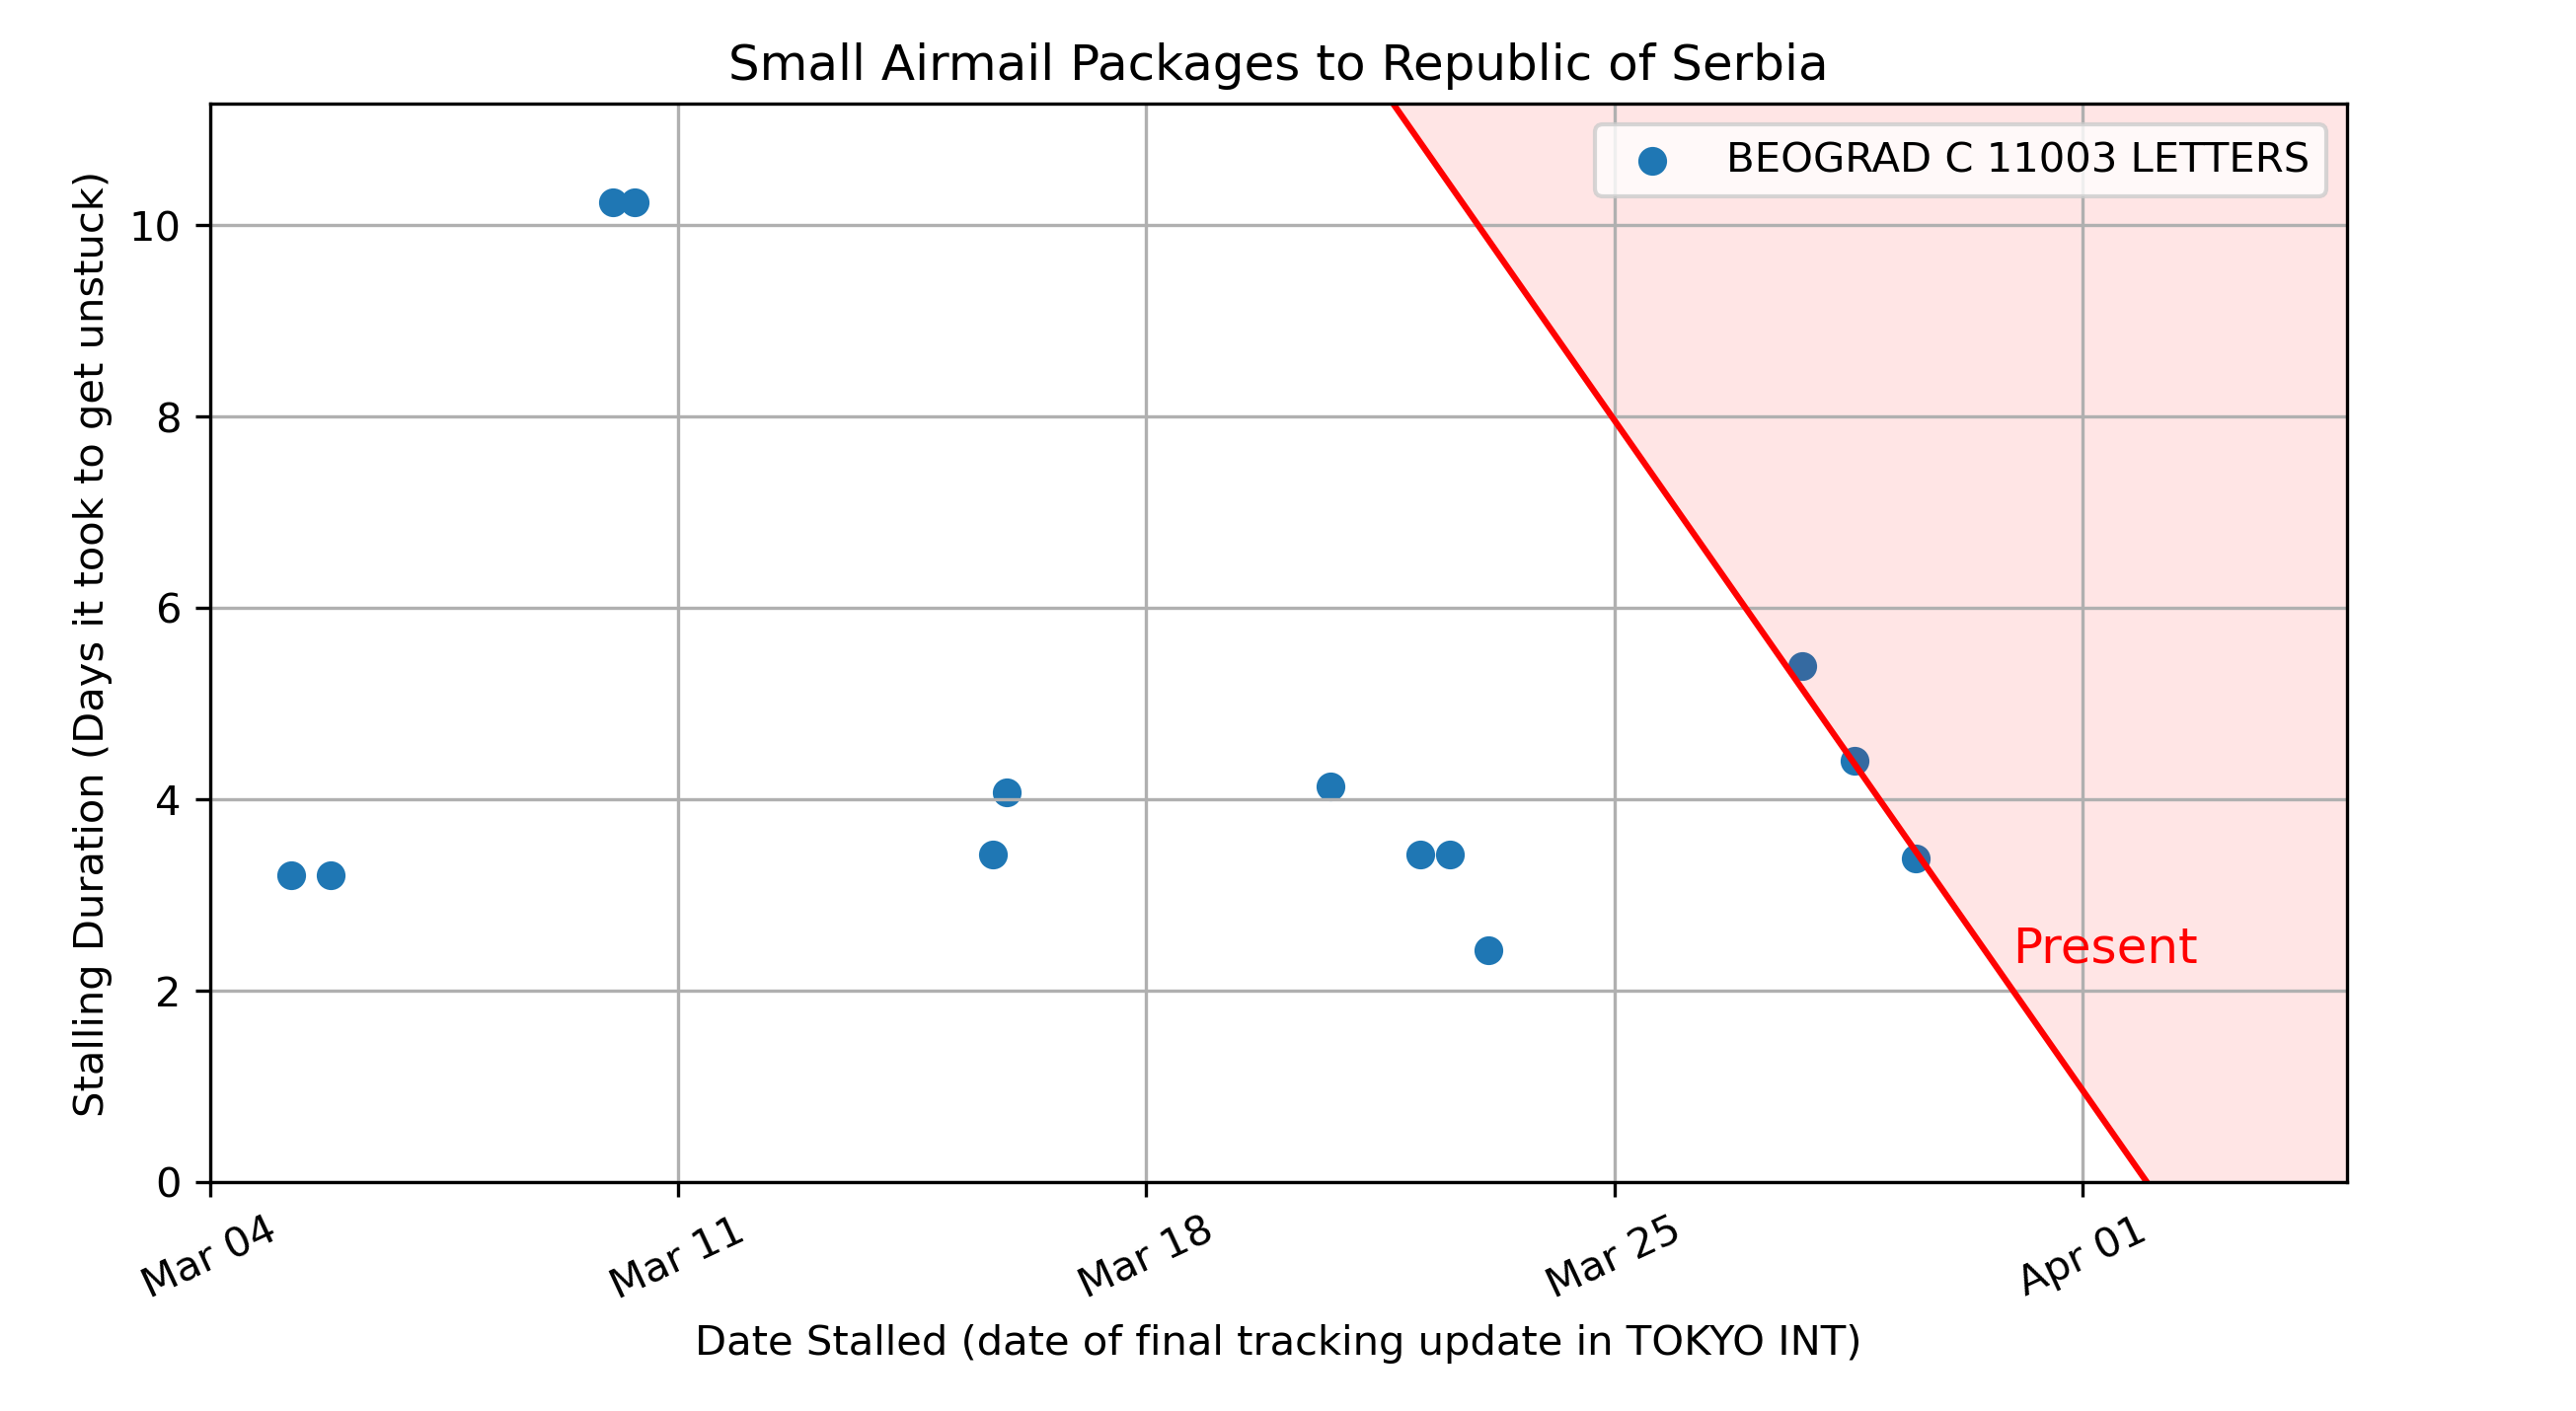 Small Airmail Packages to Republic of Serbia
BEOGRAD C 11003 LETTERS
Stalling Duration (Days it took to get unstuck)
10
8
6
4
2
0
Present
Mar 04
Mar 11
Mar 18
Mar 25
Apr 01
Date Stalled (date of final tracking update in TOKYO INT)